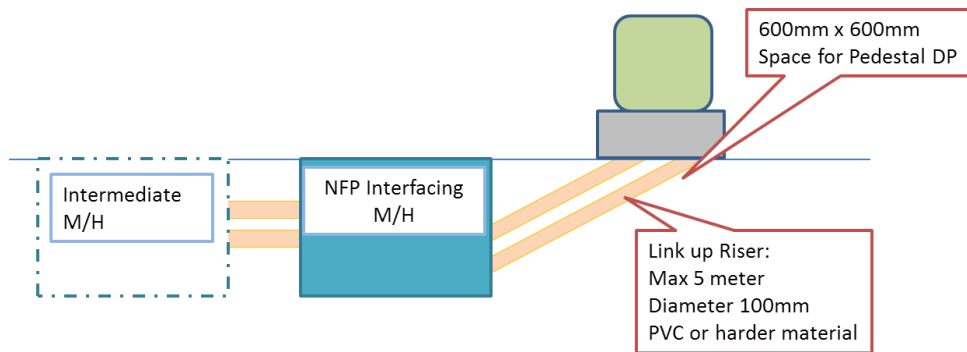 600mm x 600mm
Space for Pedestal DP
Intermediate
M/H
NFP Interfacing
M/H
Link up Riser:
Max 5 meter
Diameter 100mm
PVC or harder material